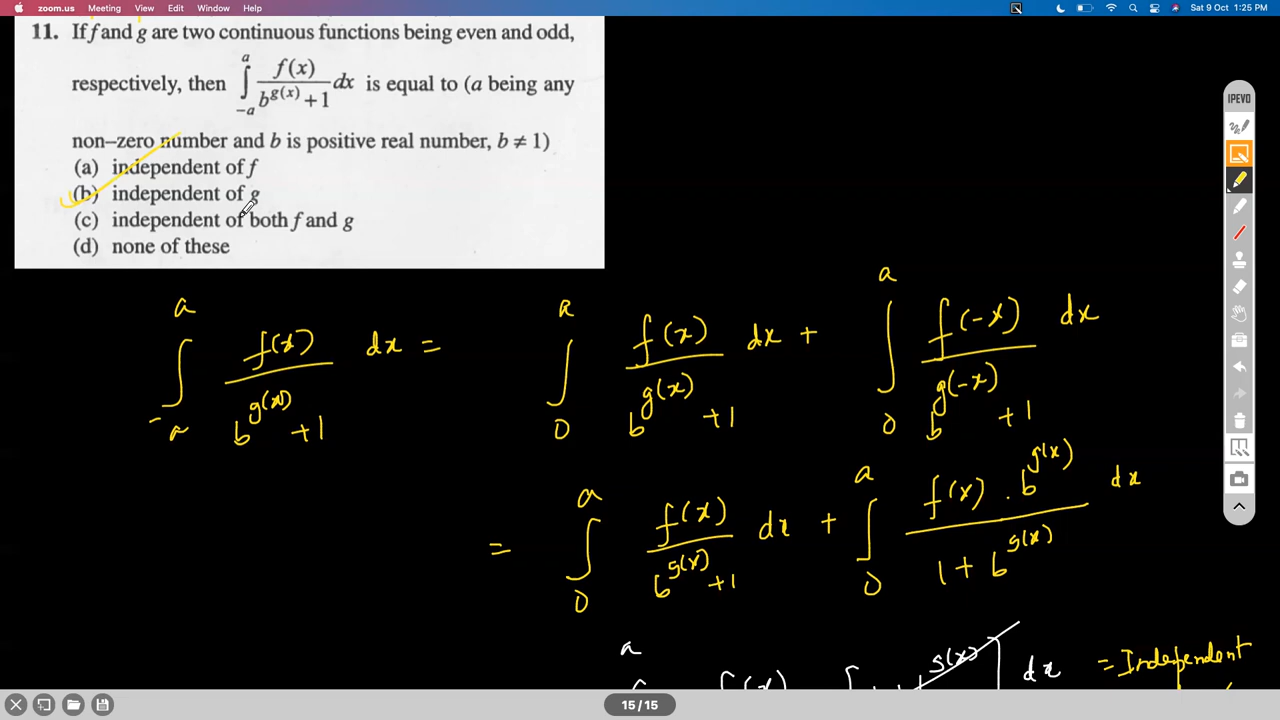 zoom.us Meeting View Edit Window Help Sat 9 Oct 1:25 PM
11. If f and g are two continuous functions being even and odd,
respectively, then ∫_{-a}^{a} f(x)/(b^{g(x)} + 1) dx is equal to (a being any
non–zero number and b is positive real number, b ≠ 1)
(a) independent of f
(b) independent of g
(c) independent of both f and g
(d) none of these
IPEVO
∫_{-a}^{a} f(x)/(b^{g(x)} + 1) dx = ∫_{0}^{a} f(x)/(b^{g(x)} + 1) dx + ∫_{0}^{a} f(-x)/(b^{g(-x)} + 1) dx
= ∫_{0}^{a} f(x)/(b^{g(x)} + 1) dx + ∫_{0}^{a} f(x) . b^{g(x)}/(1 + b^{g(x)}) dx
a g(x) dx = Independent
15 / 15